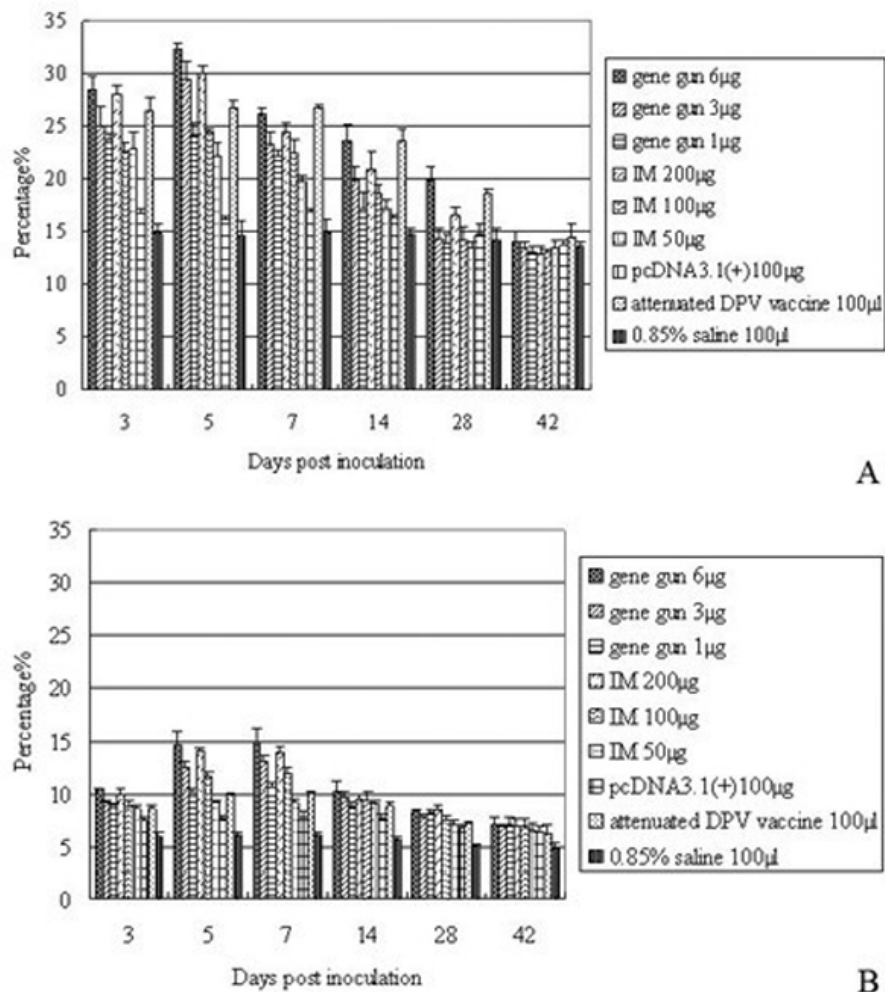 35
30
25
20
15
10
5
0
Percentage%
3 5 7 14 28 42
Days post inoculation
gene gun 6μg
gene gun 3μg
gene gun 1μg
IM 200μg
IM 100μg
IM 50μg
pcDNA3.1(+)100μg
attenuated DPV vaccine 100μl
0.85% saline 100μl
A
35
30
25
20
15
10
5
0
Percentage%
3 5 7 14 28 42
Days post inoculation
gene gun 6μg
gene gun 3μg
gene gun 1μg
IM 200μg
IM 100μg
IM 50μg
pcDNA3.1(+)100μg
attenuated DPV vaccine 100μl
0.85% saline 100μl
B